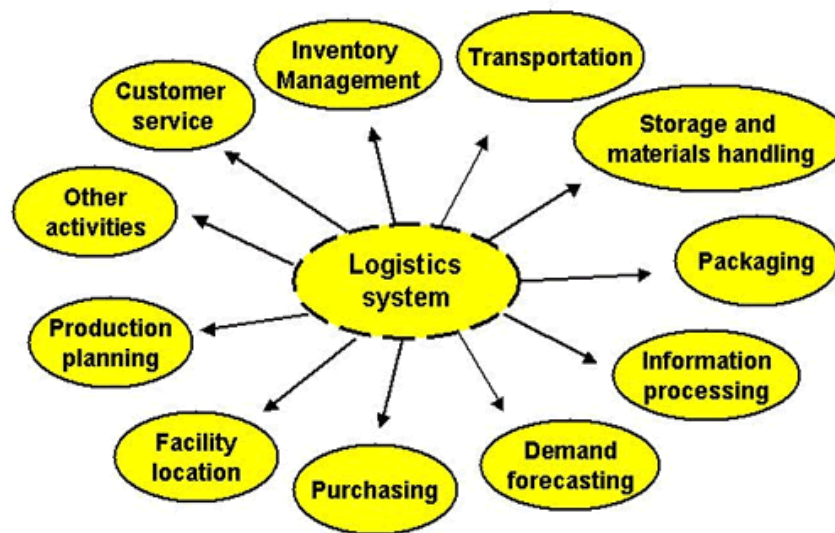 Inventory
Management
Transportation
Customer
service
Storage and
materials handling
Other
activities
Logistics
system
Packaging
Production
planning
Information
processing
Facility
location
Purchasing
Demand
forecasting